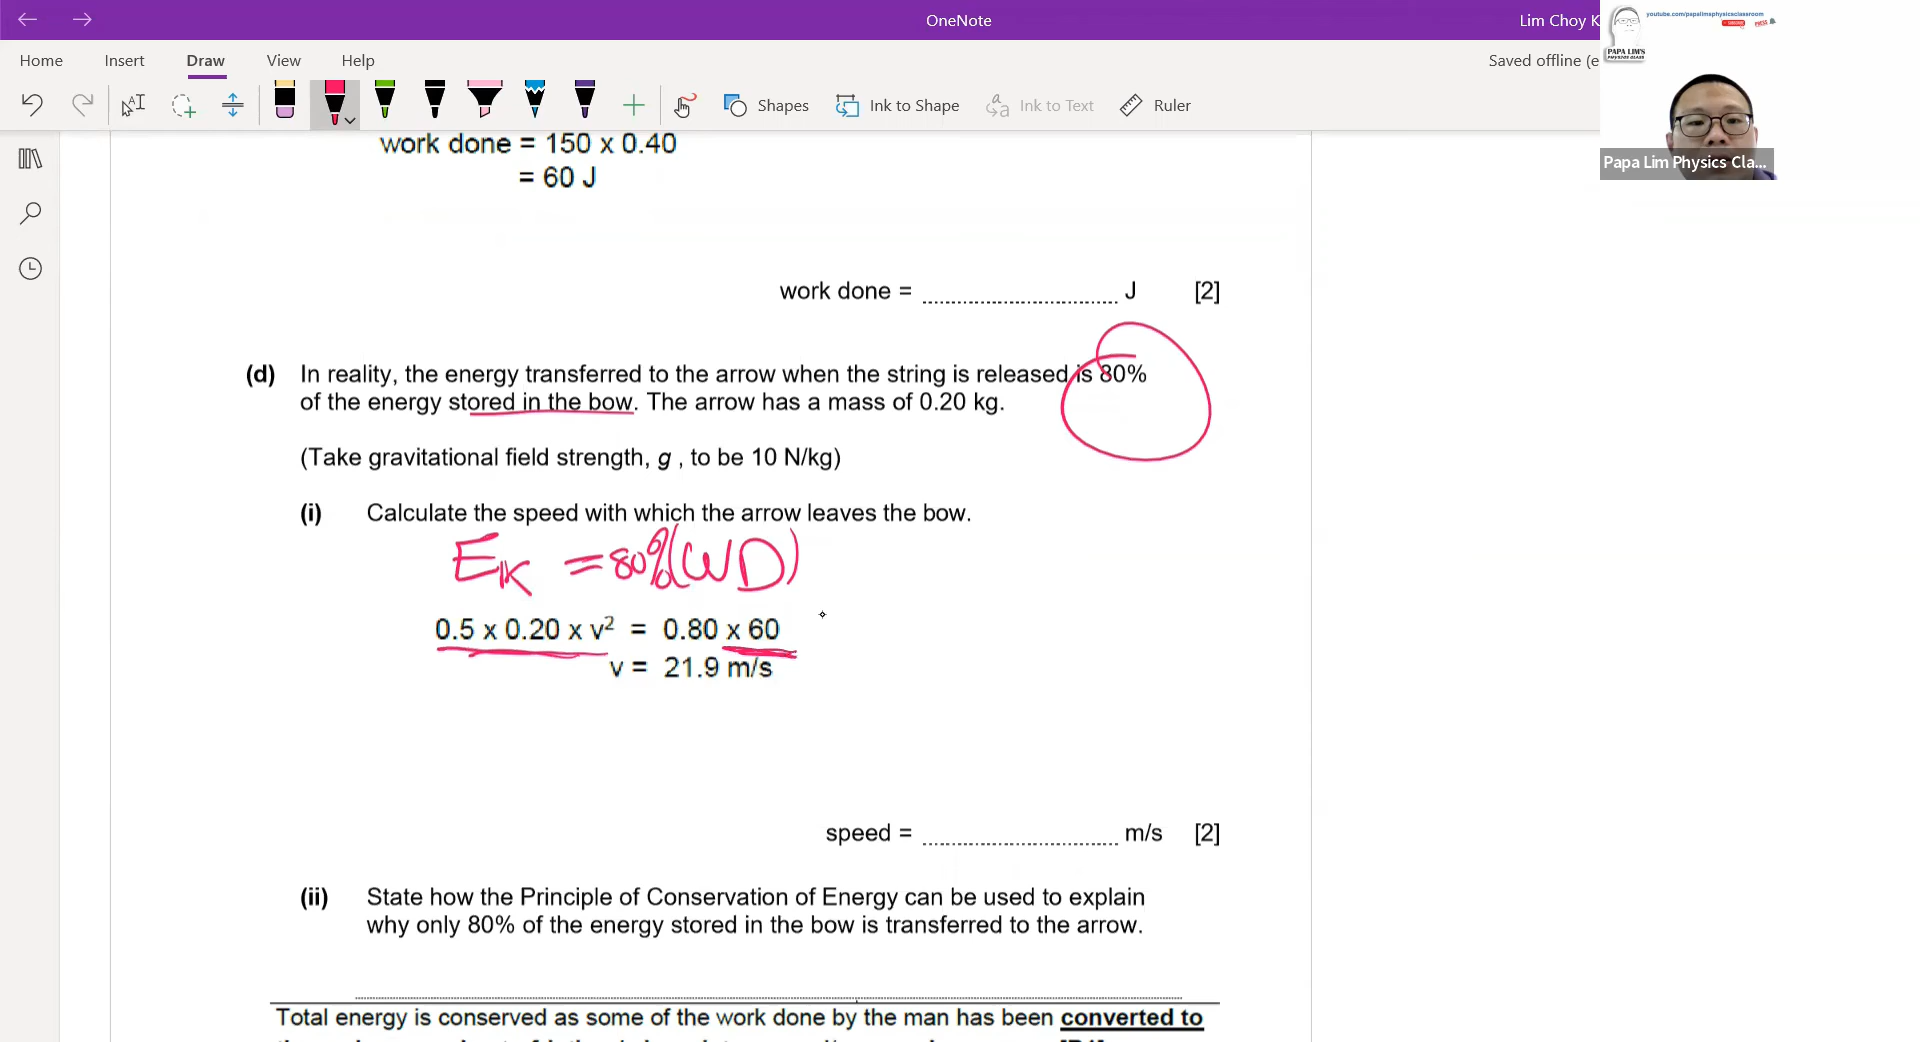 OneNote
Lim Choy K
youtube.com/papalimsphysicsclassroom
PAPA LIM'S
PHYSICS CLASS
Home Insert Draw View Help
Saved offline (e
Shapes Ink to Shape Ink to Text Ruler
Papa Lim Physics Cla...
work done = 150 x 0.40
= 60 J
work done = J [2]
(d) In reality, the energy transferred to the arrow when the string is released is 80%
of the energy stored in the bow. The arrow has a mass of 0.20 kg.
(Take gravitational field strength, g , to be 10 N/kg)
(i) Calculate the speed with which the arrow leaves the bow.
EK = 80% (WD)
0.5 x 0.20 x v² = 0.80 x 60
v = 21.9 m/s
speed = m/s [2]
(ii) State how the Principle of Conservation of Energy can be used to explain
why only 80% of the energy stored in the bow is transferred to the arrow.
Total energy is conserved as some of the work done by the man has been converted to